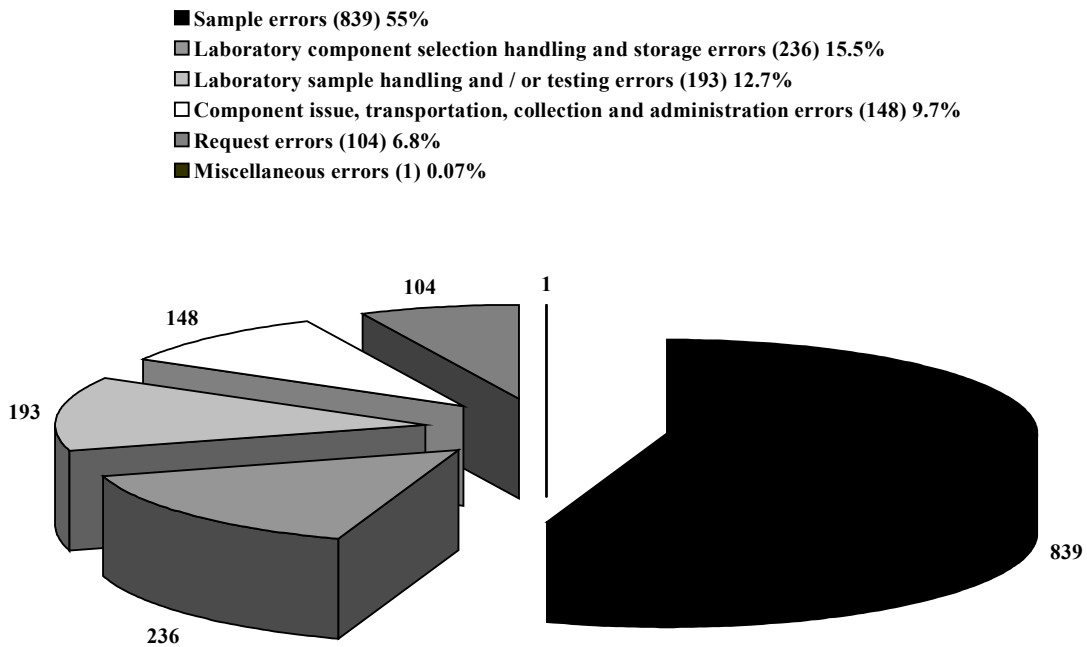 Sample errors (839) 55%
Laboratory component selection handling and storage errors (236) 15.5%
Laboratory sample handling and / or testing errors (193) 12.7%
Component issue, transportation, collection and administration errors (148) 9.7%
Request errors (104) 6.8%
Miscellaneous errors (1) 0.07%
1
104
148
193
839
236